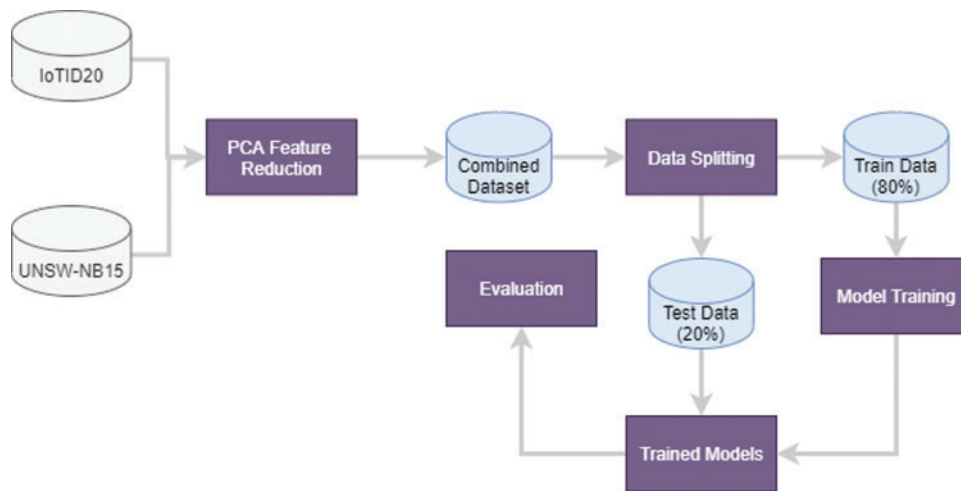 IoTID20
PCA Feature
Reduction
Combined
Dataset
Data Splitting
Train Data
(80%)
UNSW-NB15
Evaluation
Test Data
(20%)
Model Training
Trained Models